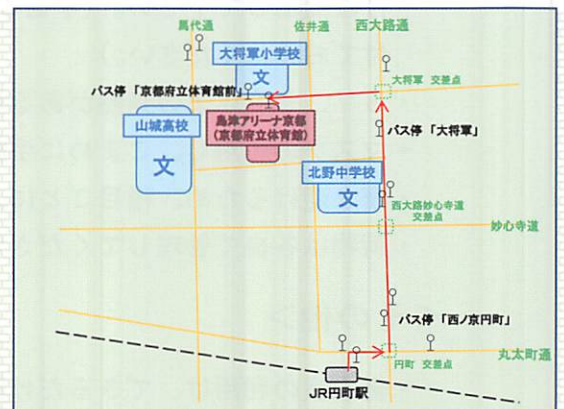 馬代通
佐井通
西大路通
大将軍小学校
文
大将軍 交差点
バス停「京都府立体育館前」
山城高校
文
島津アリーナ京都
(京都府立体育館)
バス停「大将軍」
北野中学校
文
西大路妙心寺道
交差点
妙心寺道
バス停「西ノ京円町」
丸太町通
円町 交差点
JR円町駅